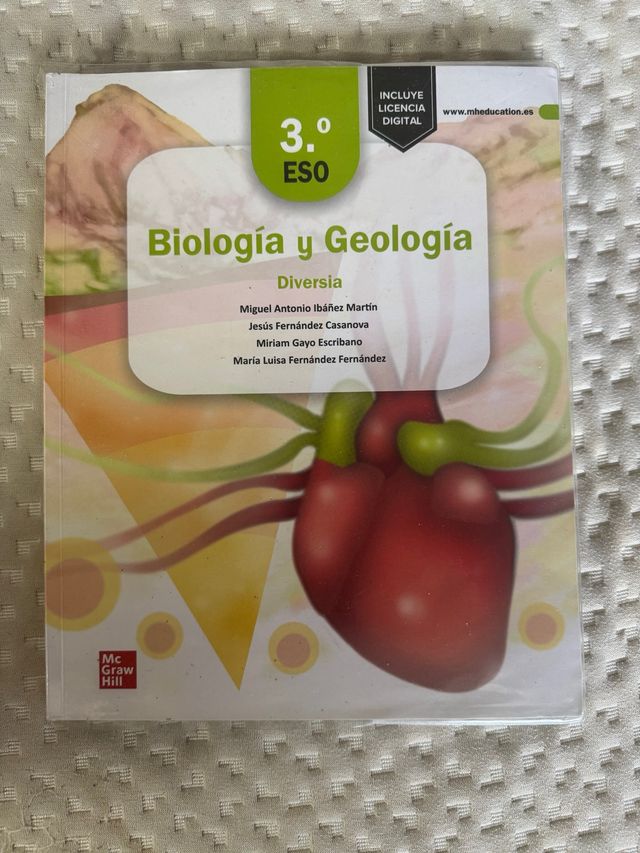 INCLUYE
LICENCIA
DIGITAL
www.mheducation.es
3.º
ESO
Biología y Geología
Diversia
Miguel Antonio Ibáñez Martín
Jesús Fernández Casanova
Miriam Gayo Escribano
María Luisa Fernández Fernández
Mc
Graw
Hill